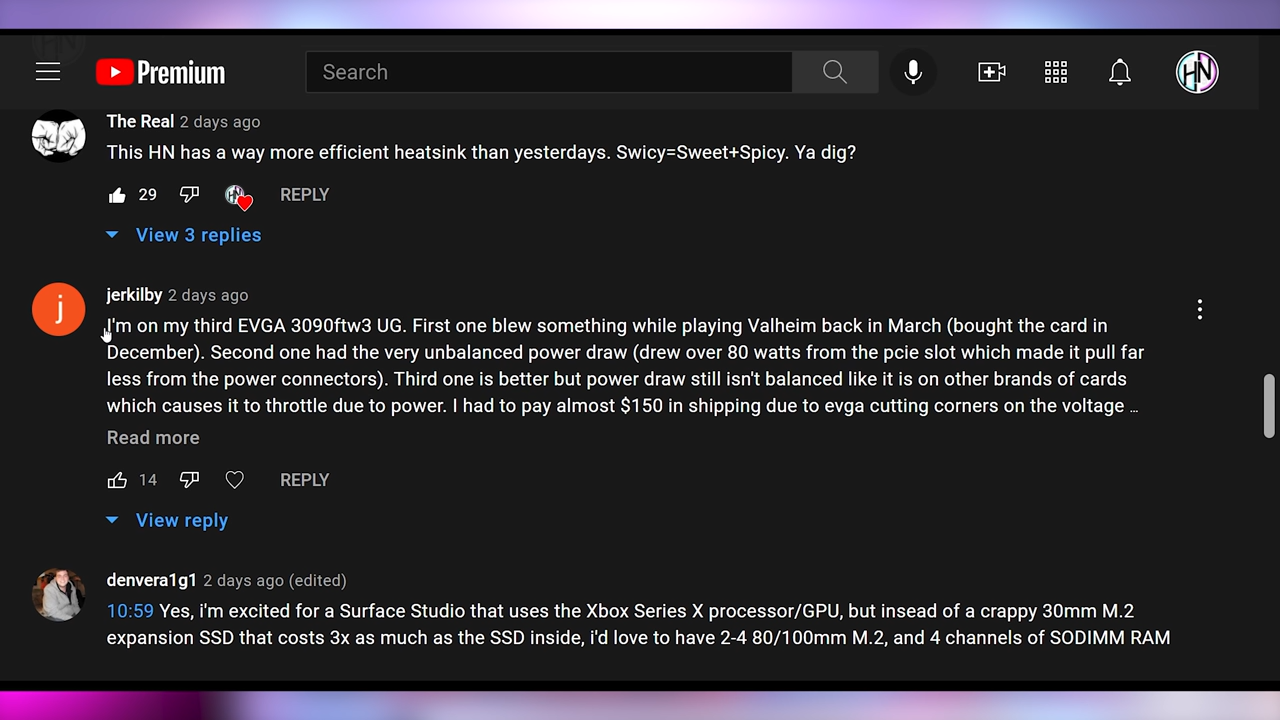 Premium
Search
HN
The Real 2 days ago
This HN has a way more efficient heatsink than yesterdays. Swicy=Sweet+Spicy. Ya dig?
29 HN REPLY
View 3 replies
j
jerkilby 2 days ago
I'm on my third EVGA 3090ftw3 UG. First one blew something while playing Valheim back in March (bought the card in
December). Second one had the very unbalanced power draw (drew over 80 watts from the pcie slot which made it pull far
less from the power connectors). Third one is better but power draw still isn't balanced like it is on other brands of cards
which causes it to throttle due to power. I had to pay almost $150 in shipping due to evga cutting corners on the voltage …
Read more
14 REPLY
View reply
denvera1g1 2 days ago (edited)
10:59 Yes, i'm excited for a Surface Studio that uses the Xbox Series X processor/GPU, but insead of a crappy 30mm M.2
expansion SSD that costs 3x as much as the SSD inside, i'd love to have 2-4 80/100mm M.2, and 4 channels of SODIMM RAM